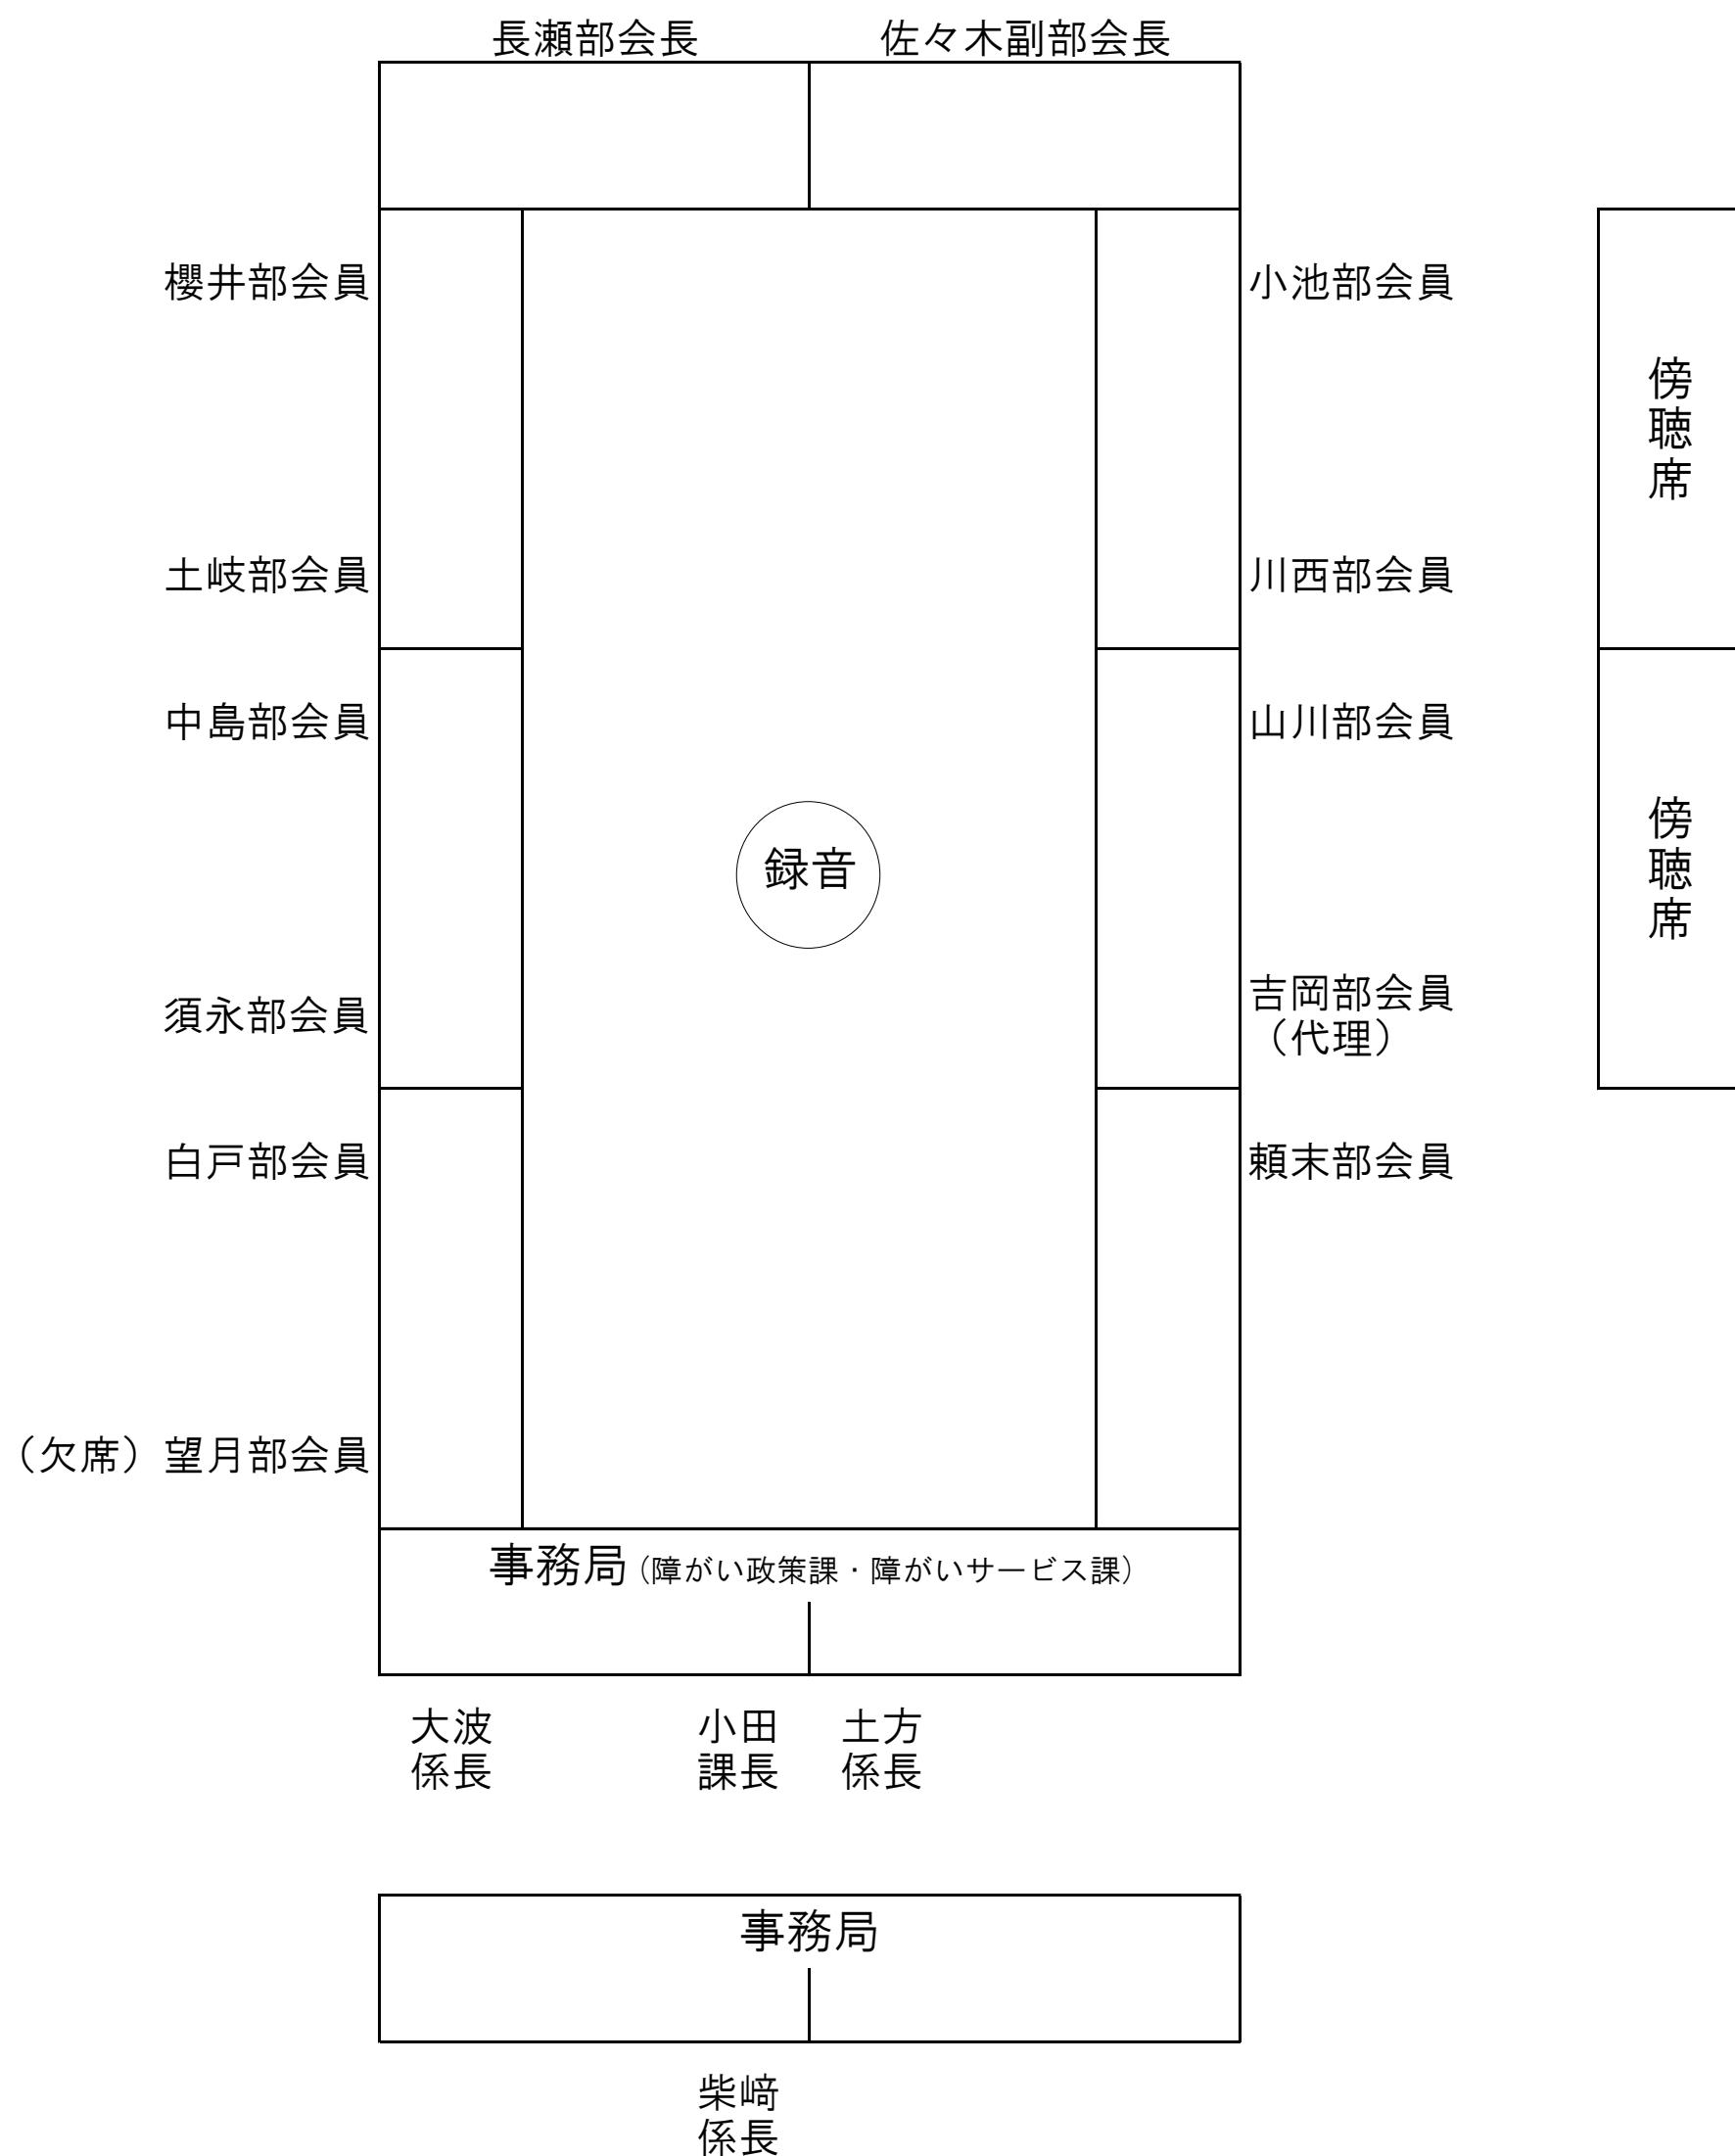 長瀬部会長 佐々木副部会長
櫻井部会員 小池部会員
傍聴席
土岐部会員 川西部会員
中島部会員 山川部会員
傍聴席
録音
須永部会員 吉岡部会員
（代理）
白戸部会員 頼末部会員
（欠席）望月部会員
事務局（障がい政策課・障がいサービス課）
大波 小田 土方
係長 課長 係長
事務局
柴﨑
係長